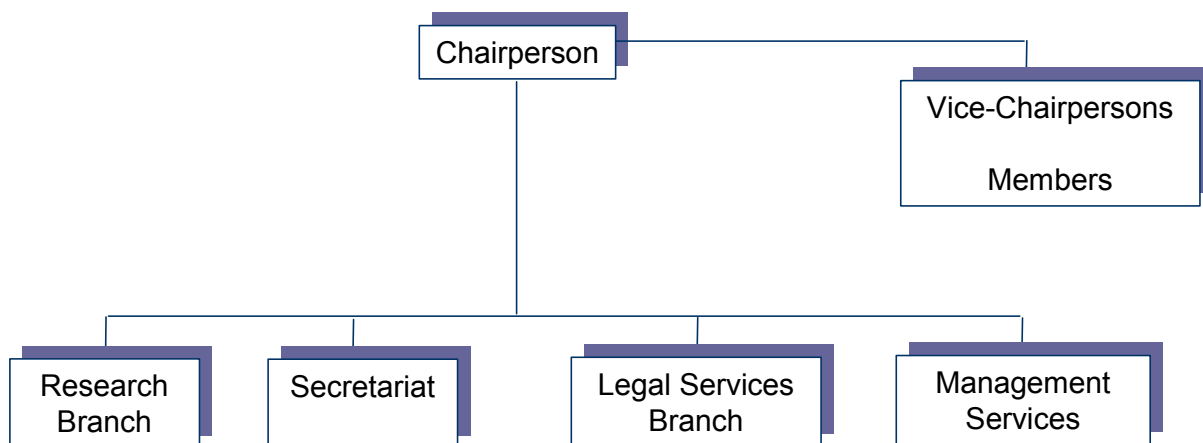 Chairperson
Vice-Chairpersons
Members
Research
Branch
Secretariat
Legal Services
Branch
Management
Services